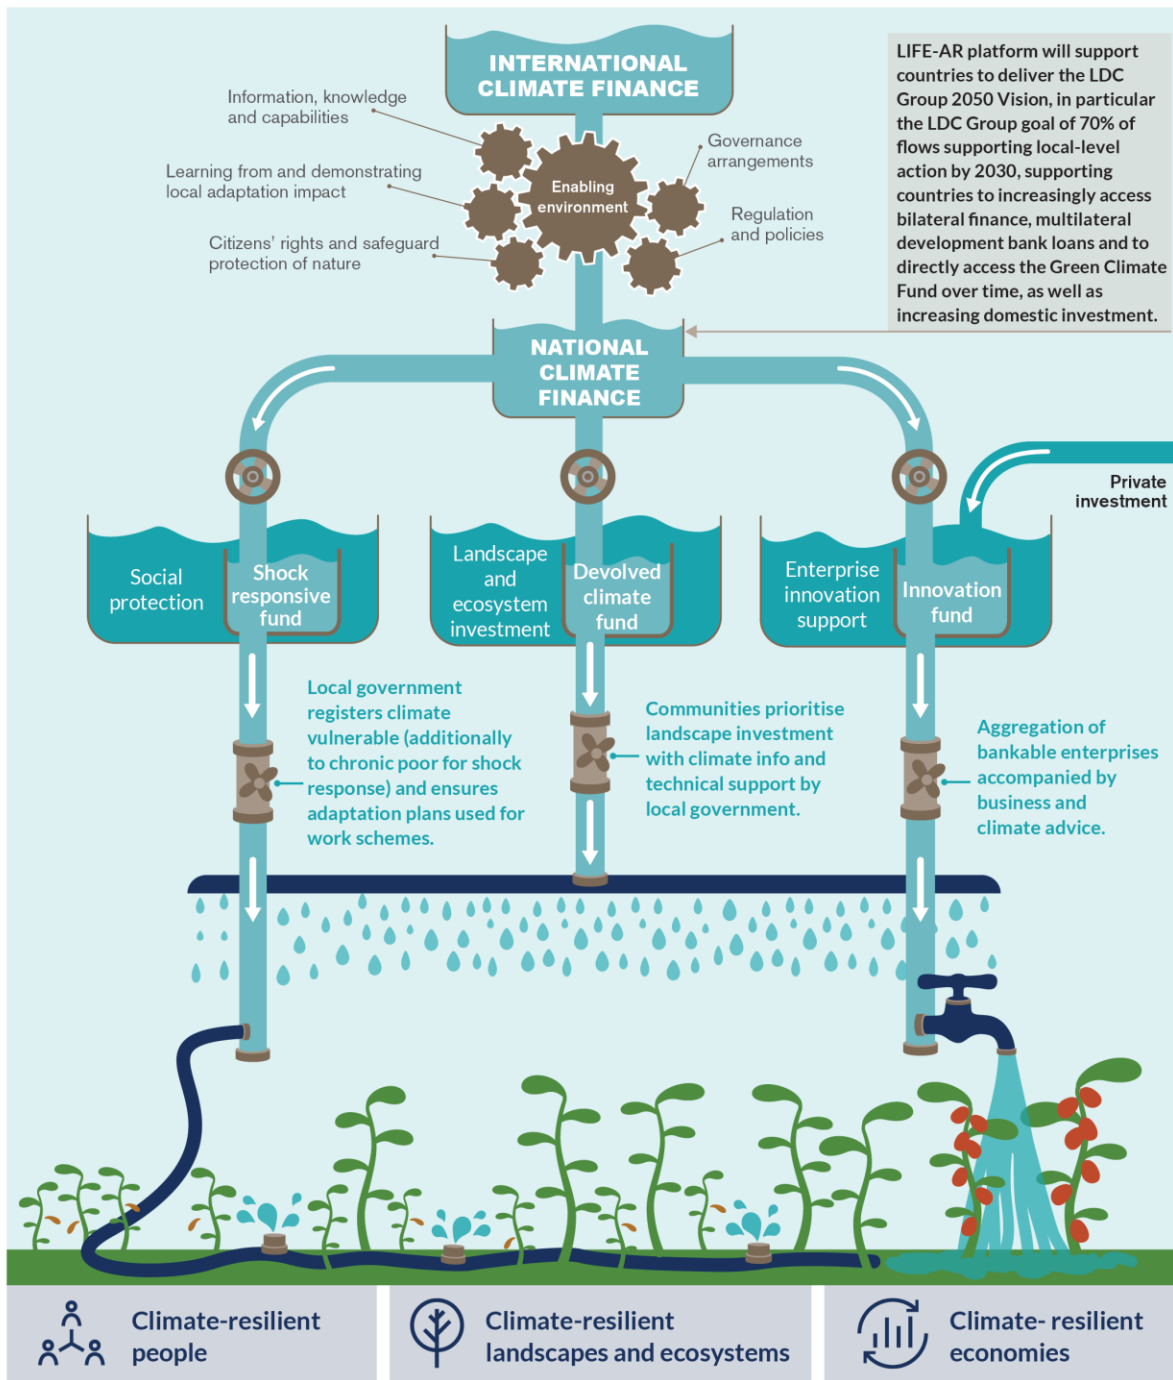 INTERNATIONAL
CLIMATE FINANCE
LIFE-AR platform will support
countries to deliver the LDC
Group 2050 Vision, in particular
the LDC Group goal of 70% of
flows supporting local-level
action by 2030, supporting
countries to increasingly access
bilateral finance, multilateral
development bank loans and to
directly access the Green Climate
Fund over time, as well as
increasing domestic investment.
Information, knowledge
and capabilities
Learning from and demonstrating
local adaptation impact
Citizens’ rights and safeguard
protection of nature
Enabling
environment
Governance
arrangements
Regulation
and policies
NATIONAL
CLIMATE
FINANCE
Private
investment
Social
protection
Shock
responsive
fund
Landscape
and
ecosystem
investment
Devolved
climate
fund
Enterprise
innovation
support
Innovation
fund
Local government
registers climate
vulnerable (additionally
to chronic poor for shock
response) and ensures
adaptation plans used for
work schemes.
Communities prioritise
landscape investment
with climate info and
technical support by
local government.
Aggregation of
bankable enterprises
accompanied by
business and
climate advice.
Climate-resilient
people
Climate-resilient
landscapes and ecosystems
Climate- resilient
economies